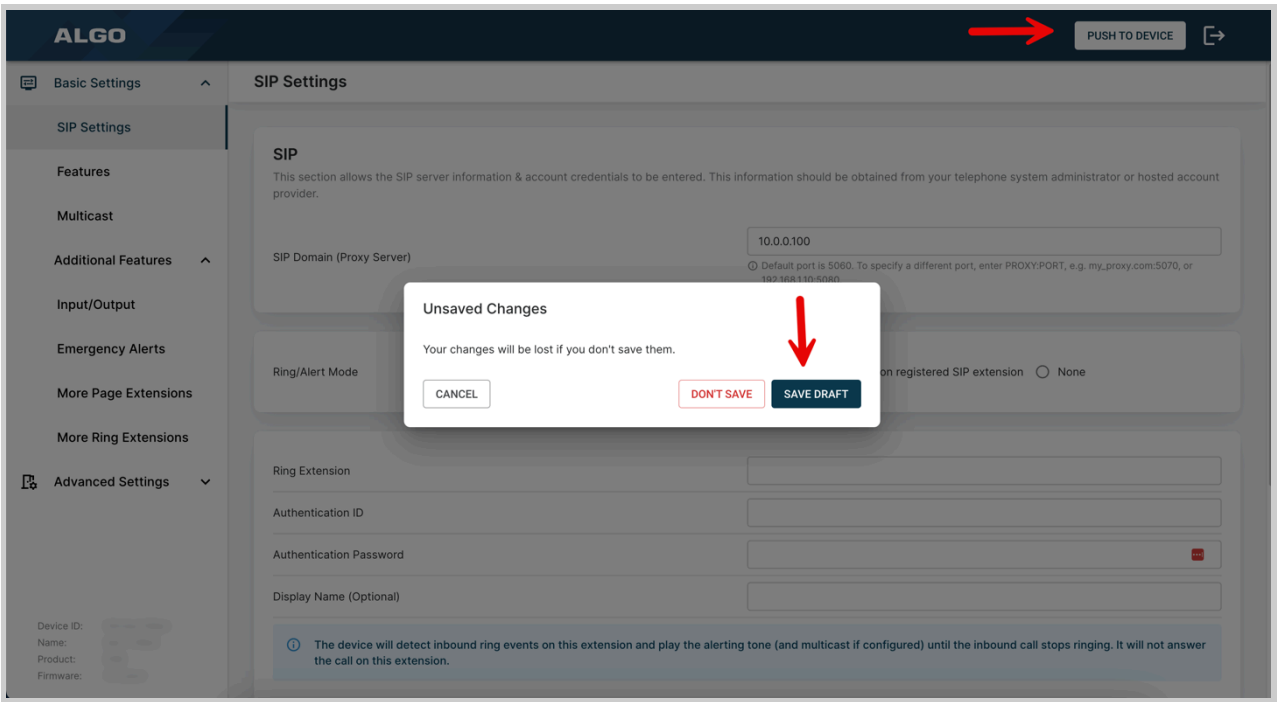 ALGO
PUSH TO DEVICE
Basic Settings
SIP Settings
Features
Multicast
Additional Features
Input/Output
Emergency Alerts
More Page Extensions
More Ring Extensions
Advanced Settings
Device ID:
Name:
Product:
Firmware:
SIP Settings
SIP
This section allows the SIP server information & account credentials to be entered. This information should be obtained from your telephone system administrator or hosted account
provider.
SIP Domain (Proxy Server)
10.0.0.100
Default port is 5060. To specify a different port, enter PROXY:PORT, e.g. my_proxy.com:5070, or
192.168.1.10:5080
Unsaved Changes
Your changes will be lost if you don't save them.
CANCEL
DON'T SAVE
SAVE DRAFT
Ring/Alert Mode
on registered SIP extension
None
Ring Extension
Authentication ID
Authentication Password
Display Name (Optional)
The device will detect inbound ring events on this extension and play the alerting tone (and multicast if configured) until the inbound call stops ringing. It will not answer
the call on this extension.